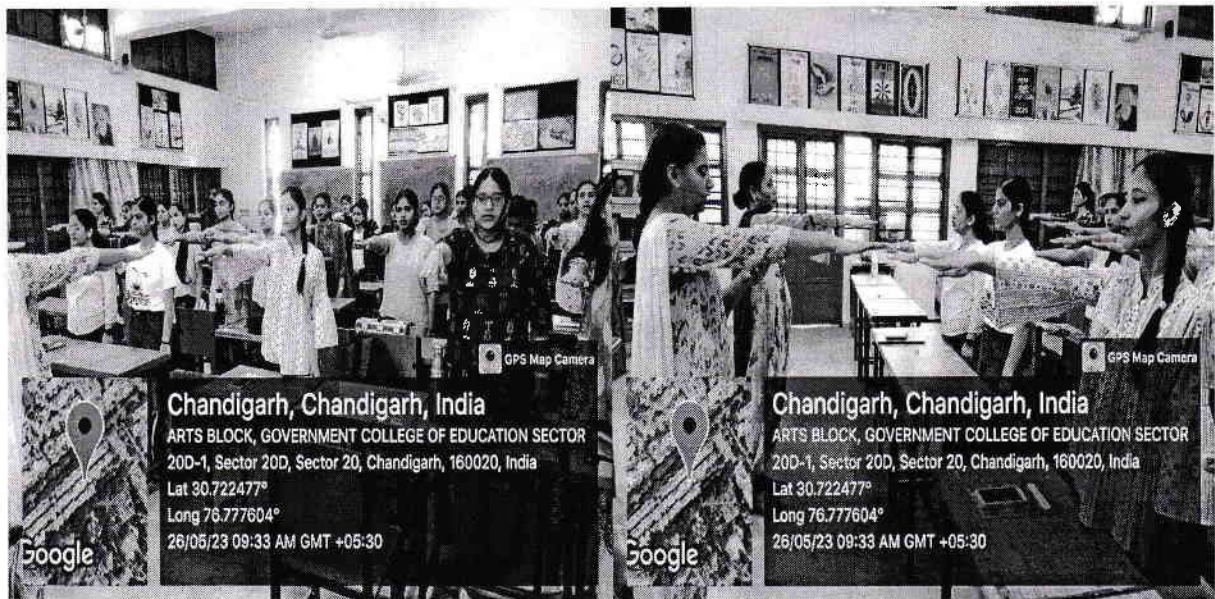 GPS Map Camera
Chandigarh, Chandigarh, India
ARTS BLOCK, GOVERNMENT COLLEGE OF EDUCATION SECTOR
20D-1, Sector 20D, Sector 20, Chandigarh, 160020, India
Lat 30.722477°
Long 76.777604°
26/05/23 09:33 AM GMT +05:30
Google
GPS Map Camera
Chandigarh, Chandigarh, India
ARTS BLOCK, GOVERNMENT COLLEGE OF EDUCATION SECTOR
20D-1, Sector 20D, Sector 20, Chandigarh, 160020, India
Lat 30.722477°
Long 76.777604°
26/05/23 09:33 AM GMT +05:30
Google